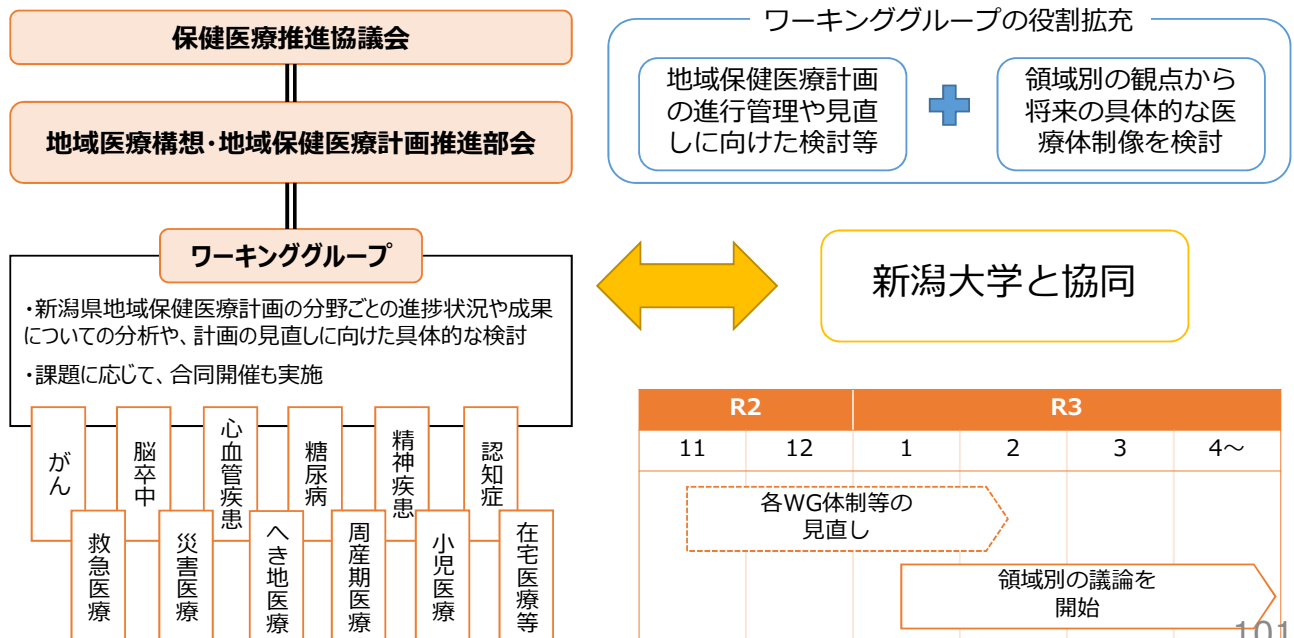 保健医療推進協議会
地域医療構想・地域保健医療計画推進部会
ワーキンググループ
・新潟県地域保健医療計画の分野ごとの進捗状況や成果
についての分析や、計画の見直しに向けた具体的な検討
・課題に応じて、合同開催も実施
がん
脳卒中
心血管疾患
糖尿病
精神疾患
認知症
救急医療
災害医療
へき地医療
周産期医療
小児医療
在宅医療等
ワーキンググループの役割拡充
地域保健医療計画
の進行管理や見直
しに向けた検討等
領域別の観点から
将来の具体的な医
療体制像を検討
新潟大学と協同
R2 R3
11 12 1 2 3 4～
各WG体制等の
見直し
領域別の議論を
開始
101